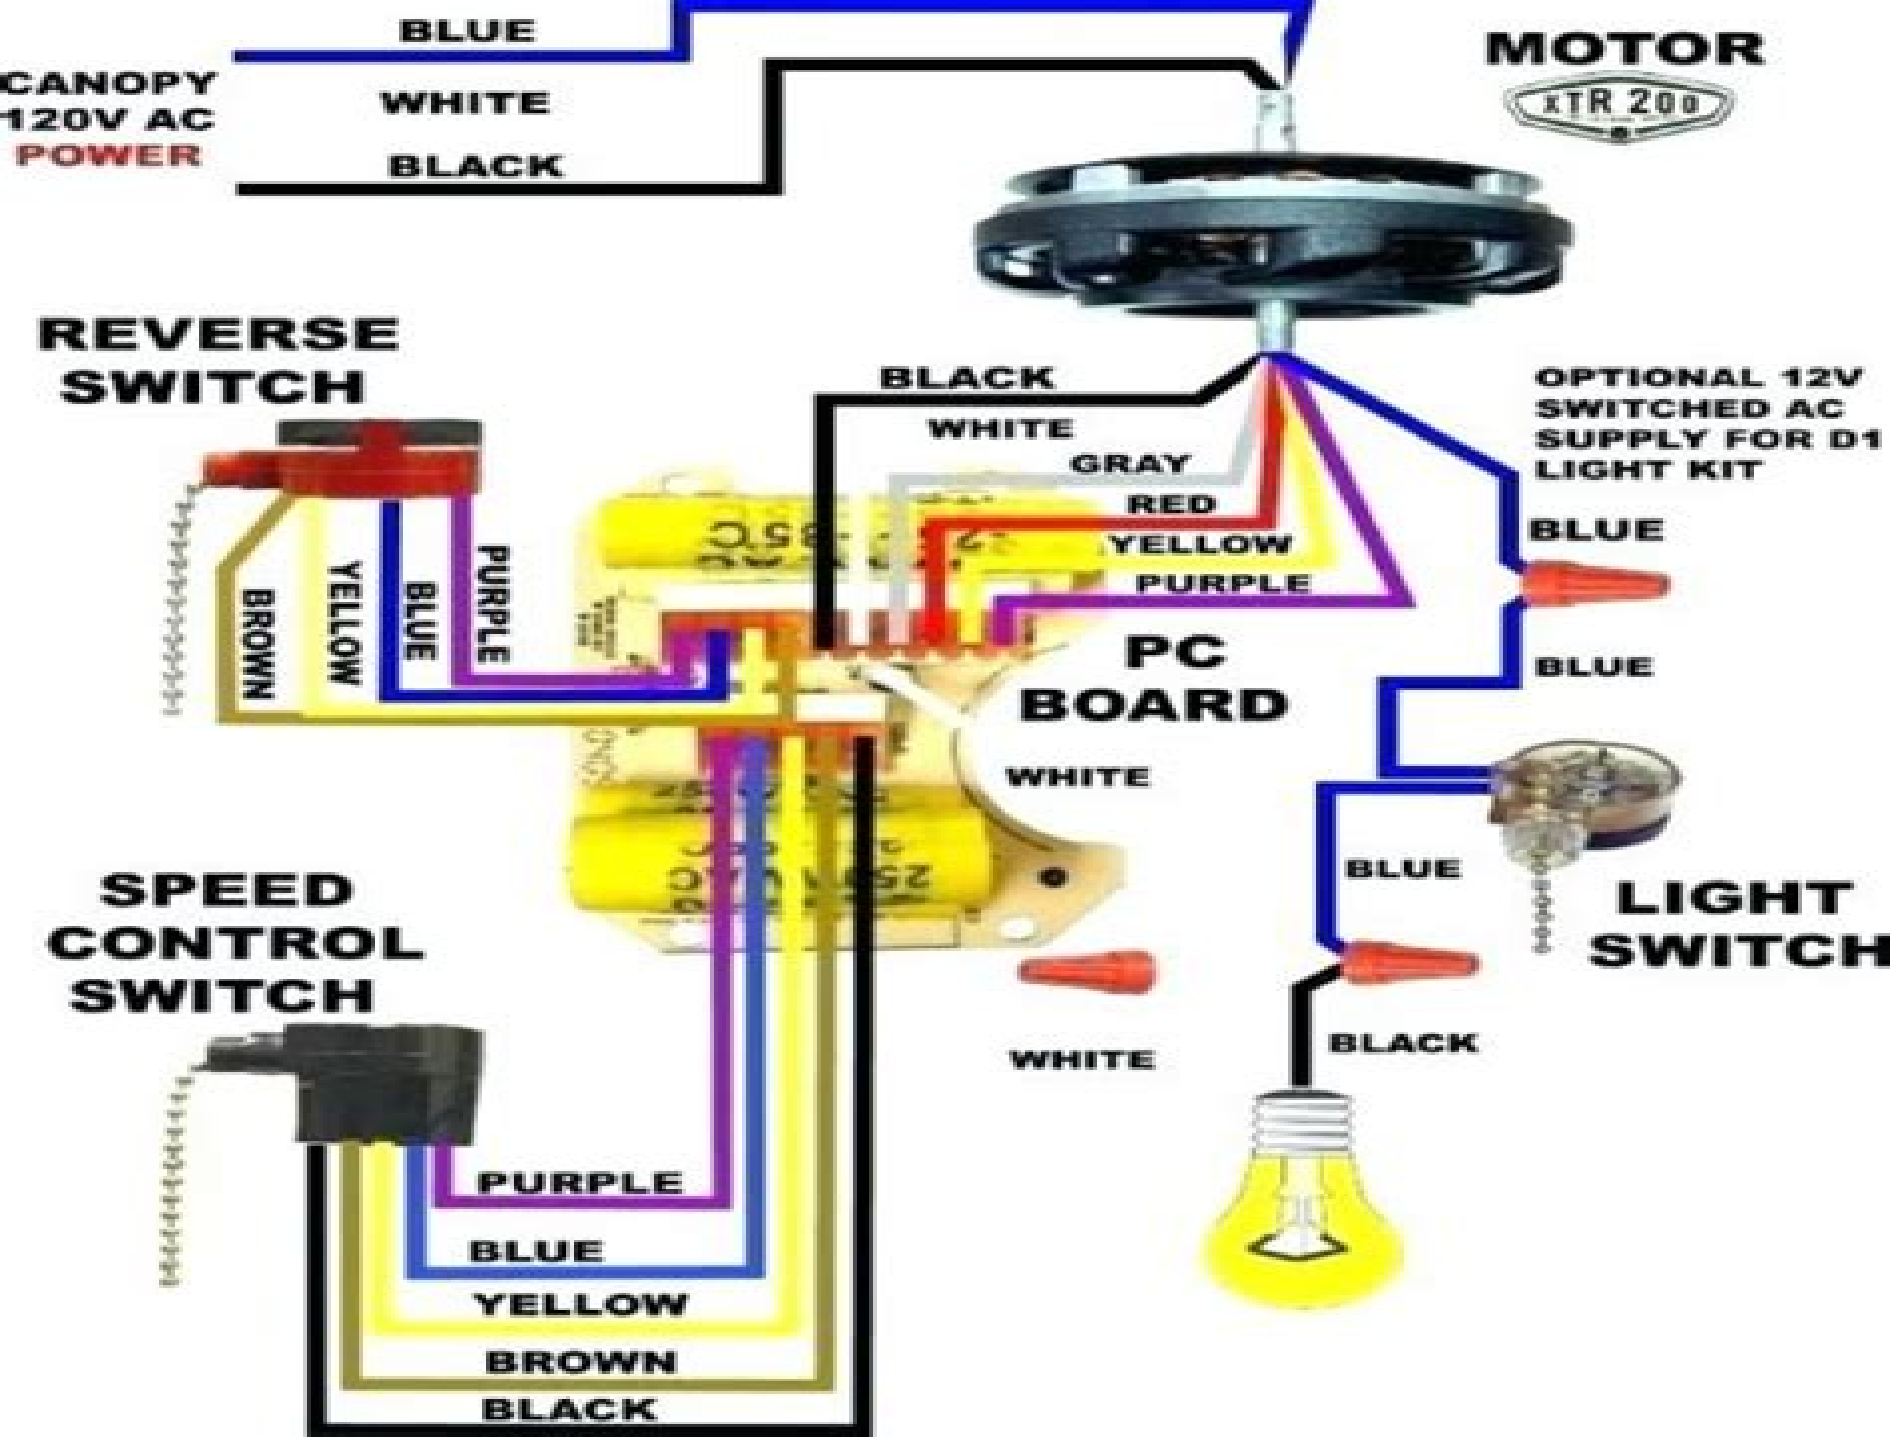 BLUE
CANOPY
120V AC
POWER
WHITE
BLACK
MOTOR
XTR 200
REVERSE
SWITCH
BLACK
WHITE
GRAY
RED
YELLOW
PURPLE
OPTIONAL 12V
SWITCHED AC
SUPPLY FOR D1
LIGHT KIT
BLUE
BROWN
YELLOW
BLUE
PURPLE
PC
BOARD
BLUE
WHITE
BLUE
LIGHT
SWITCH
SPEED
CONTROL
SWITCH
WHITE
BLACK
PURPLE
BLUE
YELLOW
BROWN
BLACK